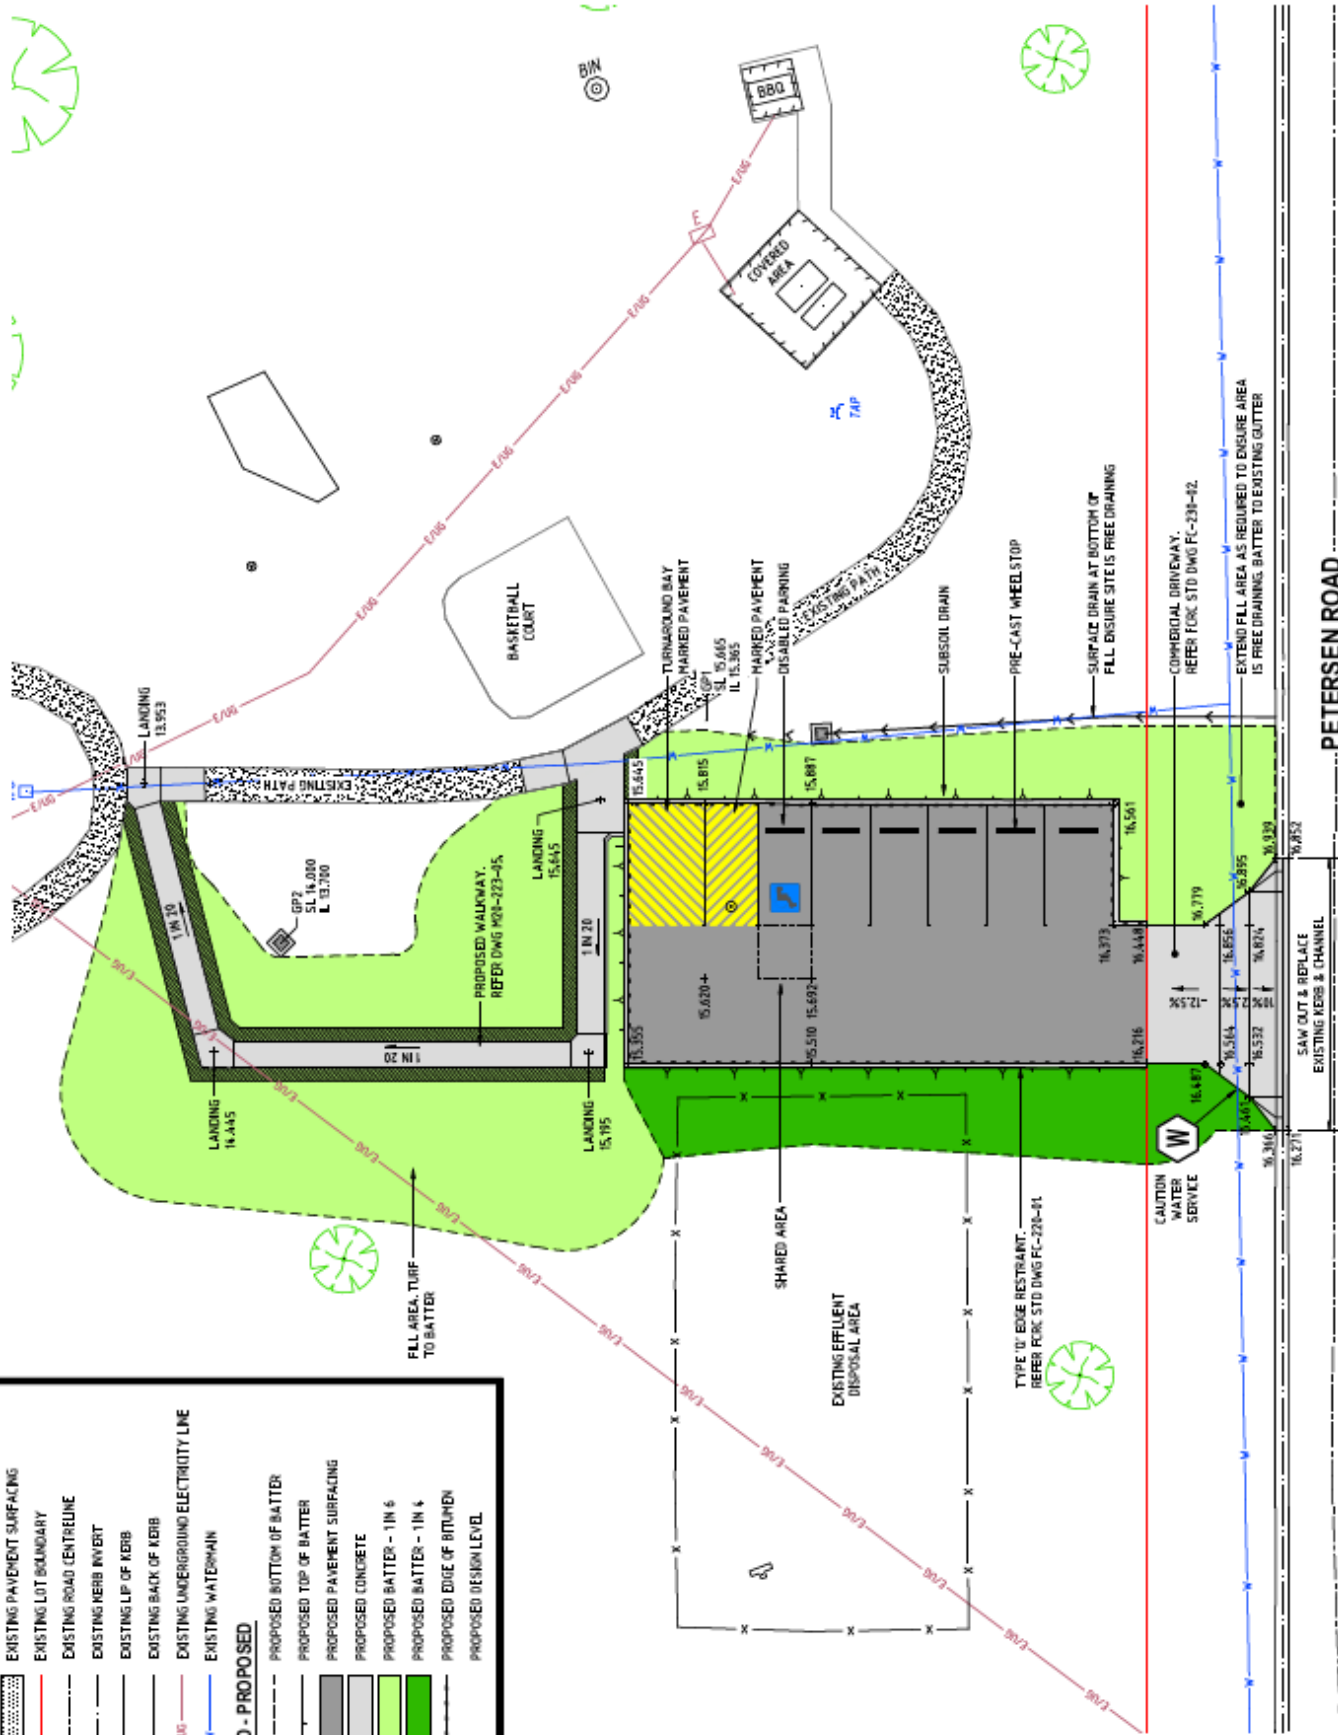 EXISTING PAVEMENT SURFACING
EXISTING LOT BOUNDARY
EXISTING ROAD CENTRELINE
EXISTING KERB INVERT
EXISTING LIP OF KERB
EXISTING BACK OF KERB
EXISTING UNDERGROUND ELECTRICITY LINE
EXISTING WATERMAIN
D - PROPOSED
PROPOSED BOTTOM OF BATTER
PROPOSED TOP OF BATTER
PROPOSED PAVEMENT SURFACING
PROPOSED CONCRETE
PROPOSED BATTER - 1 IN 6
PROPOSED BATTER - 1 IN 4
PROPOSED EDGE OF BITUMEN
PROPOSED DESIGN LEVEL
BIN
BBQ
E
COVERED
AREA
TAP
BASKETBALL
COURT
EXISTING PATH
EXISTING PATH
LANDING
13.953
1 IN 20
GP2
SL 14.000
IL 13.700
PROPOSED WALKWAY.
REFER DWG M20-223-05.
1 IN 20
LANDING
14.445
LANDING
15.195
LANDING
15.645
1 IN 20
FILL AREA. TURF
TO BATTER
TURNAROUND BAY
MARKED PAVEMENT
GP1
SL 15.665
IL 15.365
MARKED PAVEMENT
DISABLED PARKING
SUBSOIL DRAIN
PRE-CAST WHEELSTOP
SURFACE DRAIN AT BOTTOM OF
FILL ENSURE SITE IS FREE DRAINING
COMMERCIAL DRIVEWAY.
REFER FCRC STD DWG FC-230-02.
EXTEND FILL AREA AS REQUIRED TO ENSURE AREA
IS FREE DRAINING. BATTER TO EXISTING GUTTER
15.645
15.815
15.887
16.561
15.355
15.620
15.510
15.692
16.373
16.448
16.216
16.779
16.895
16.939
16.852
16.856
16.824
-12.5%
2.5%
10%
16.564
16.532
16.487
16.461
16.366
16.271
SHARED AREA
EXISTING EFFLUENT
DISPOSAL AREA
TYPE 'D' EDGE RESTRAINT.
REFER FCRC STD DWG FC-220-01.
W
CAUTION
WATER
SERVICE
SAW OUT & REPLACE
EXISTING KERB & CHANNEL
PETERSEN ROAD
E/UG
E/UG
E/UG
E/UG
E/UG
E/UG
E/UG